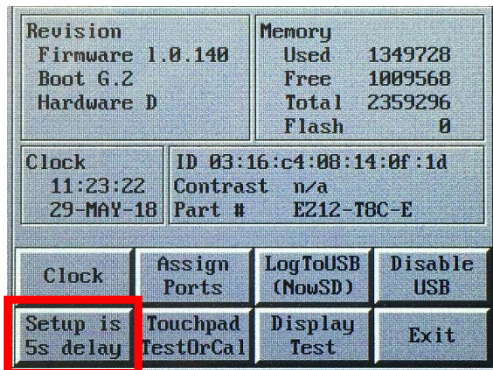 Revision
Firmware 1.0.140
Boot G.2
Hardware D
Memory
Used 1349728
Free 1009568
Total 2359296
Flash 0
Clock
11:23:22
29-MAY-18
ID 03:16:c4:08:14:0f:1d
Contrast n/a
Part # EZ12-T8C-E
Clock
Assign
Ports
LogToUSB
(NowSD)
Disable
USB
Setup is
5s delay
Touchpad
TestOrCal
Display
Test
Exit